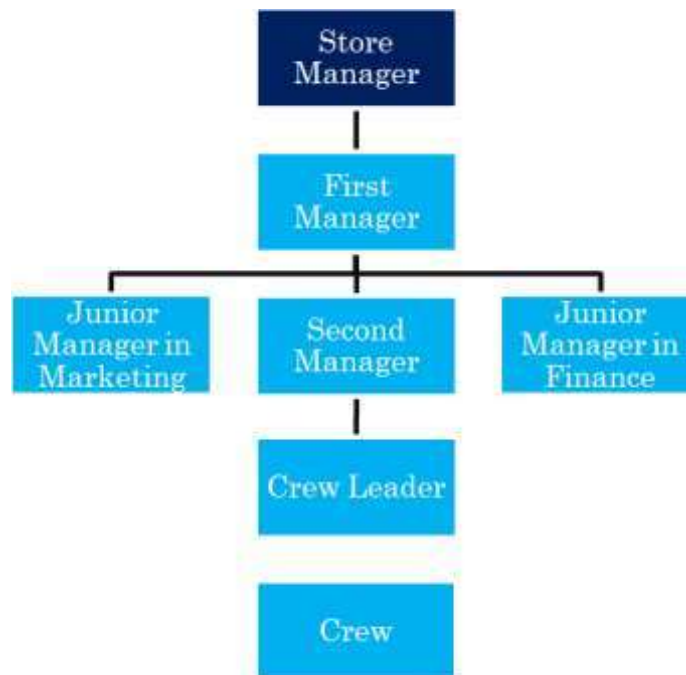 Store
Manager
First
Manager
Junior
Manager in
Marketing
Second
Manager
Junior
Manager in
Finance
Crew Leader
Crew